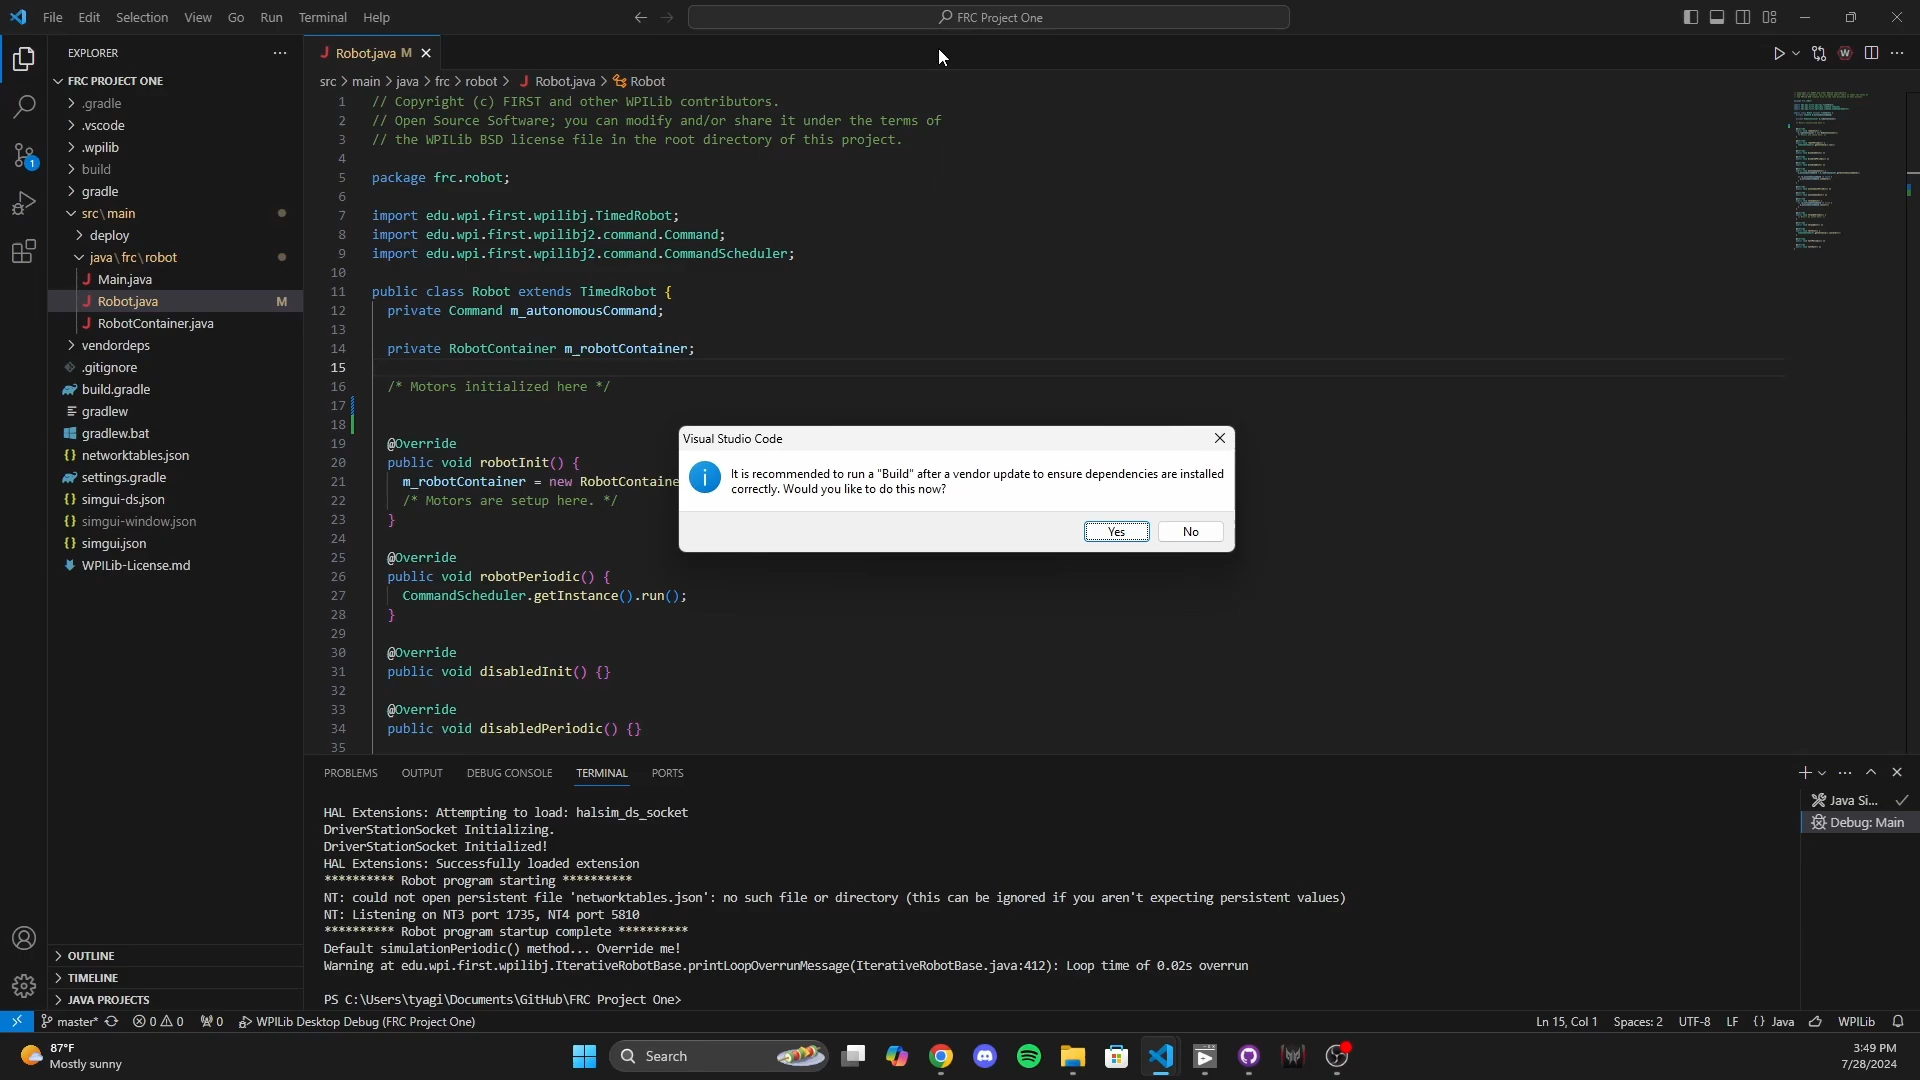 File Edit Selection View Go Run Terminal Help
FRC Project One
EXPLORER
FRC PROJECT ONE
.gradle
.vscode
.wpilib
build
gradle
src\main
deploy
java\frc\robot
Main.java
Robot.java M
RobotContainer.java
vendordeps
.gitignore
build.gradle
gradlew
gradlew.bat
networktables.json
settings.gradle
simgui-ds.json
simgui-window.json
simgui.json
WPILib-License.md
OUTLINE
TIMELINE
JAVA PROJECTS
1
J Robot.java M
src > main > java > frc > robot > J Robot.java > Robot
1 // Copyright (c) FIRST and other WPILib contributors.
2 // Open Source Software; you can modify and/or share it under the terms of
3 // the WPILib BSD license file in the root directory of this project.
4
5 package frc.robot;
6
7 import edu.wpi.first.wpilibj.TimedRobot;
8 import edu.wpi.first.wpilibj2.command.Command;
9 import edu.wpi.first.wpilibj2.command.CommandScheduler;
10
11 public class Robot extends TimedRobot {
12 private Command m_autonomousCommand;
13
14 private RobotContainer m_robotContainer;
15
16 /* Motors initialized here */
17
18
19 @Override
20 public void robotInit() {
21 m_robotContainer = new RobotContaine
22 /* Motors are setup here. */
23 }
24
25 @Override
26 public void robotPeriodic() {
27 CommandScheduler.getInstance().run();
28 }
29
30 @Override
31 public void disabledInit() {}
32
33 @Override
34 public void disabledPeriodic() {}
35
Visual Studio Code
It is recommended to run a "Build" after a vendor update to ensure dependencies are installed
correctly. Would you like to do this now?
Yes No
PROBLEMS OUTPUT DEBUG CONSOLE TERMINAL PORTS
HAL Extensions: Attempting to load: halsim_ds_socket
DriverStationSocket Initializing.
DriverStationSocket Initialized!
HAL Extensions: Successfully loaded extension
********** Robot program starting **********
NT: could not open persistent file 'networktables.json': no such file or directory (this can be ignored if you aren't expecting persistent values)
NT: Listening on NT3 port 1735, NT4 port 5810
********** Robot program startup complete **********
Default simulationPeriodic() method... Override me!
Warning at edu.wpi.first.wpilibj.IterativeRobotBase.printLoopOverrunMessage(IterativeRobotBase.java:412): Loop time of 0.02s overrun
PS C:\Users\tyagi\Documents\GitHub\FRC Project One>
Java Si...
Debug: Main
master* 0 0 0 WPILib Desktop Debug (FRC Project One)
Ln 15, Col 1 Spaces: 2 UTF-8 LF {} Java WPILib
87°F
Mostly sunny
Search
3:49 PM
7/28/2024